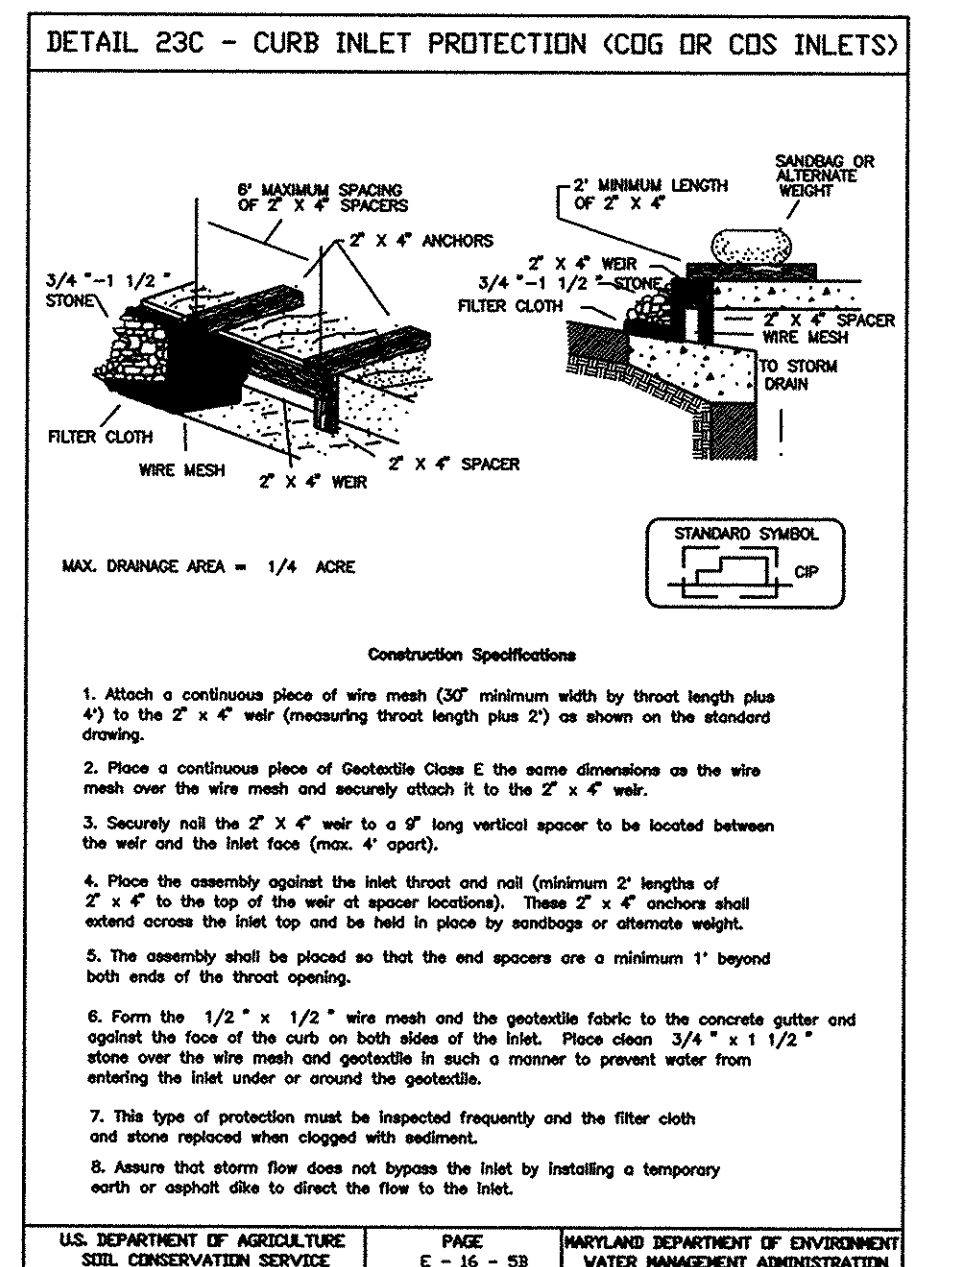 DETAIL 23C - CURB INLET PROTECTION (COG OR COS INLETS)
6' MAXIMUM SPACING
OF 2" X 4" SPACERS
2" X 4" ANCHORS
3/4 "-1 1/2 "
STONE
FILTER CLOTH
WIRE MESH
2" X 4" WEIR
2" X 4" SPACER
2' MINIMUM LENGTH
OF 2" X 4"
SANDBAG OR
ALTERNATE
WEIGHT
2" X 4" WEIR
3/4 "-1 1/2 " STONE
FILTER CLOTH
2" X 4" SPACER
WIRE MESH
TO STORM
DRAIN
MAX. DRAINAGE AREA = 1/4 ACRE
STANDARD SYMBOL
CIP
Construction Specifications
1. Attach a continuous piece of wire mesh (30" minimum width by throat length plus
4') to the 2" x 4" weir (measuring throat length plus 2') as shown on the standard
drawing.
2. Place a continuous piece of Geotextile Class E the same dimensions as the wire
mesh over the wire mesh and securely attach it to the 2" x 4" weir.
3. Securely nail the 2" X 4" weir to a 9" long vertical spacer to be located between
the weir and the inlet face (max. 4' apart).
4. Place the assembly against the inlet throat and nail (minimum 2' lengths of
2" x 4" to the top of the weir at spacer locations). These 2" x 4" anchors shall
extend across the inlet top and be held in place by sandbags or alternate weight.
5. The assembly shall be placed so that the end spacers are a minimum 1' beyond
both ends of the throat opening.
6. Form the 1/2 " x 1/2 " wire mesh and the geotextile fabric to the concrete gutter and
against the face of the curb on both sides of the inlet. Place clean 3/4 " x 1 1/2 "
stone over the wire mesh and geotextile in such a manner to prevent water from
entering the inlet under or around the geotextile.
7. This type of protection must be inspected frequently and the filter cloth
and stone replaced when clogged with sediment.
8. Assure that storm flow does not bypass the inlet by installing a temporary
earth or asphalt dike to direct the flow to the inlet.
U.S. DEPARTMENT OF AGRICULTURE
SOIL CONSERVATION SERVICE
PAGE
E - 16 - 5B
MARYLAND DEPARTMENT OF ENVIRONMENT
WATER MANAGEMENT ADMINISTRATION